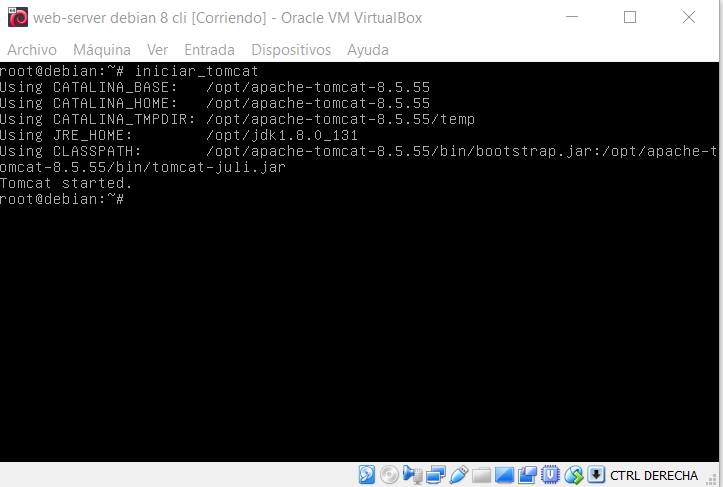 web-server debian 8 cli [Corriendo] - Oracle VM VirtualBox
Archivo Máquina Ver Entrada Dispositivos Ayuda
root@debian:~# iniciar_tomcat
Using CATALINA_BASE:   /opt/apache-tomcat-8.5.55
Using CATALINA_HOME:   /opt/apache-tomcat-8.5.55
Using CATALINA_TMPDIR: /opt/apache-tomcat-8.5.55/temp
Using JRE_HOME:        /opt/jdk1.8.0_131
Using CLASSPATH:       /opt/apache-tomcat-8.5.55/bin/bootstrap.jar:/opt/apache-t
omcat-8.5.55/bin/tomcat-juli.jar
Tomcat started.
root@debian:~#
CTRL DERECHA